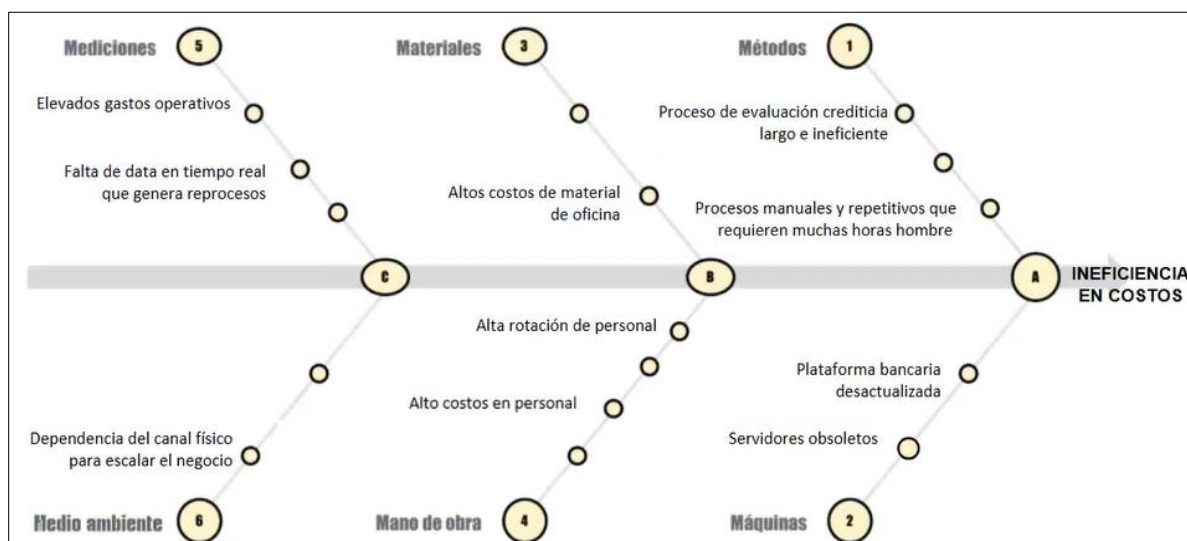 Mediciones
5
Materiales
3
Métodos
1
Elevados gastos operativos
Proceso de evaluación crediticia
largo e ineficiente
Falta de data en tiempo real
que genera reprocesos
Altos costos de material
de oficina
Procesos manuales y repetitivos que
requieren muchas horas hombre
C
B
A
INEFICIENCIA
EN COSTOS
Alta rotación de personal
Plataforma bancaria
desactualizada
Alto costos en personal
Servidores obsoletos
Dependencia del canal físico
para escalar el negocio
Medio ambiente
6
Mano de obra
4
Máquinas
2